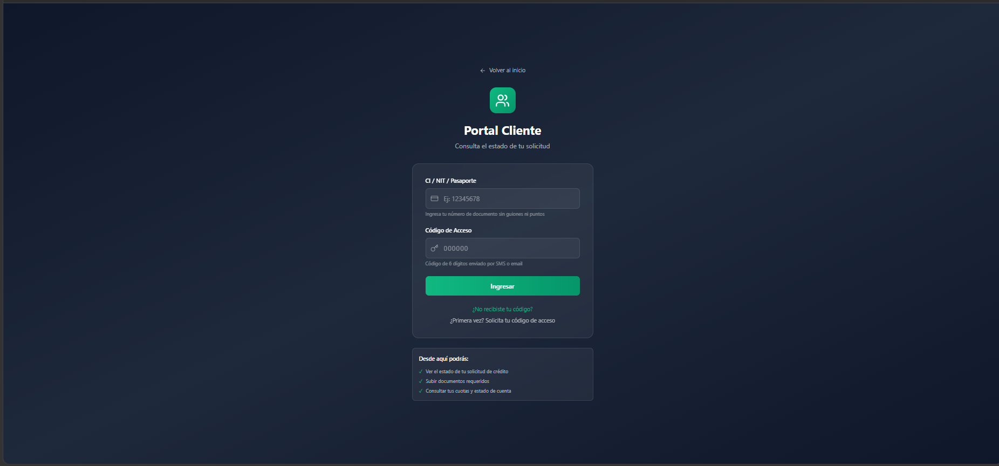 Volver al inicio
Portal Cliente
Consulta el estado de tu solicitud
CI / NIT / Pasaporte
Ej: 12345678
Ingresa tu número de documento sin guiones ni puntos
Código de Acceso
000000
Código de 6 dígitos enviado por SMS o email
Ingresar
¿No recibiste tu código?
¿Primera vez? Solicita tu código de acceso
Desde aquí podrás:
✓ Ver el estado de tu solicitud de crédito
✓ Subir documentos requeridos
✓ Consultar tus cuotas y estado de cuenta